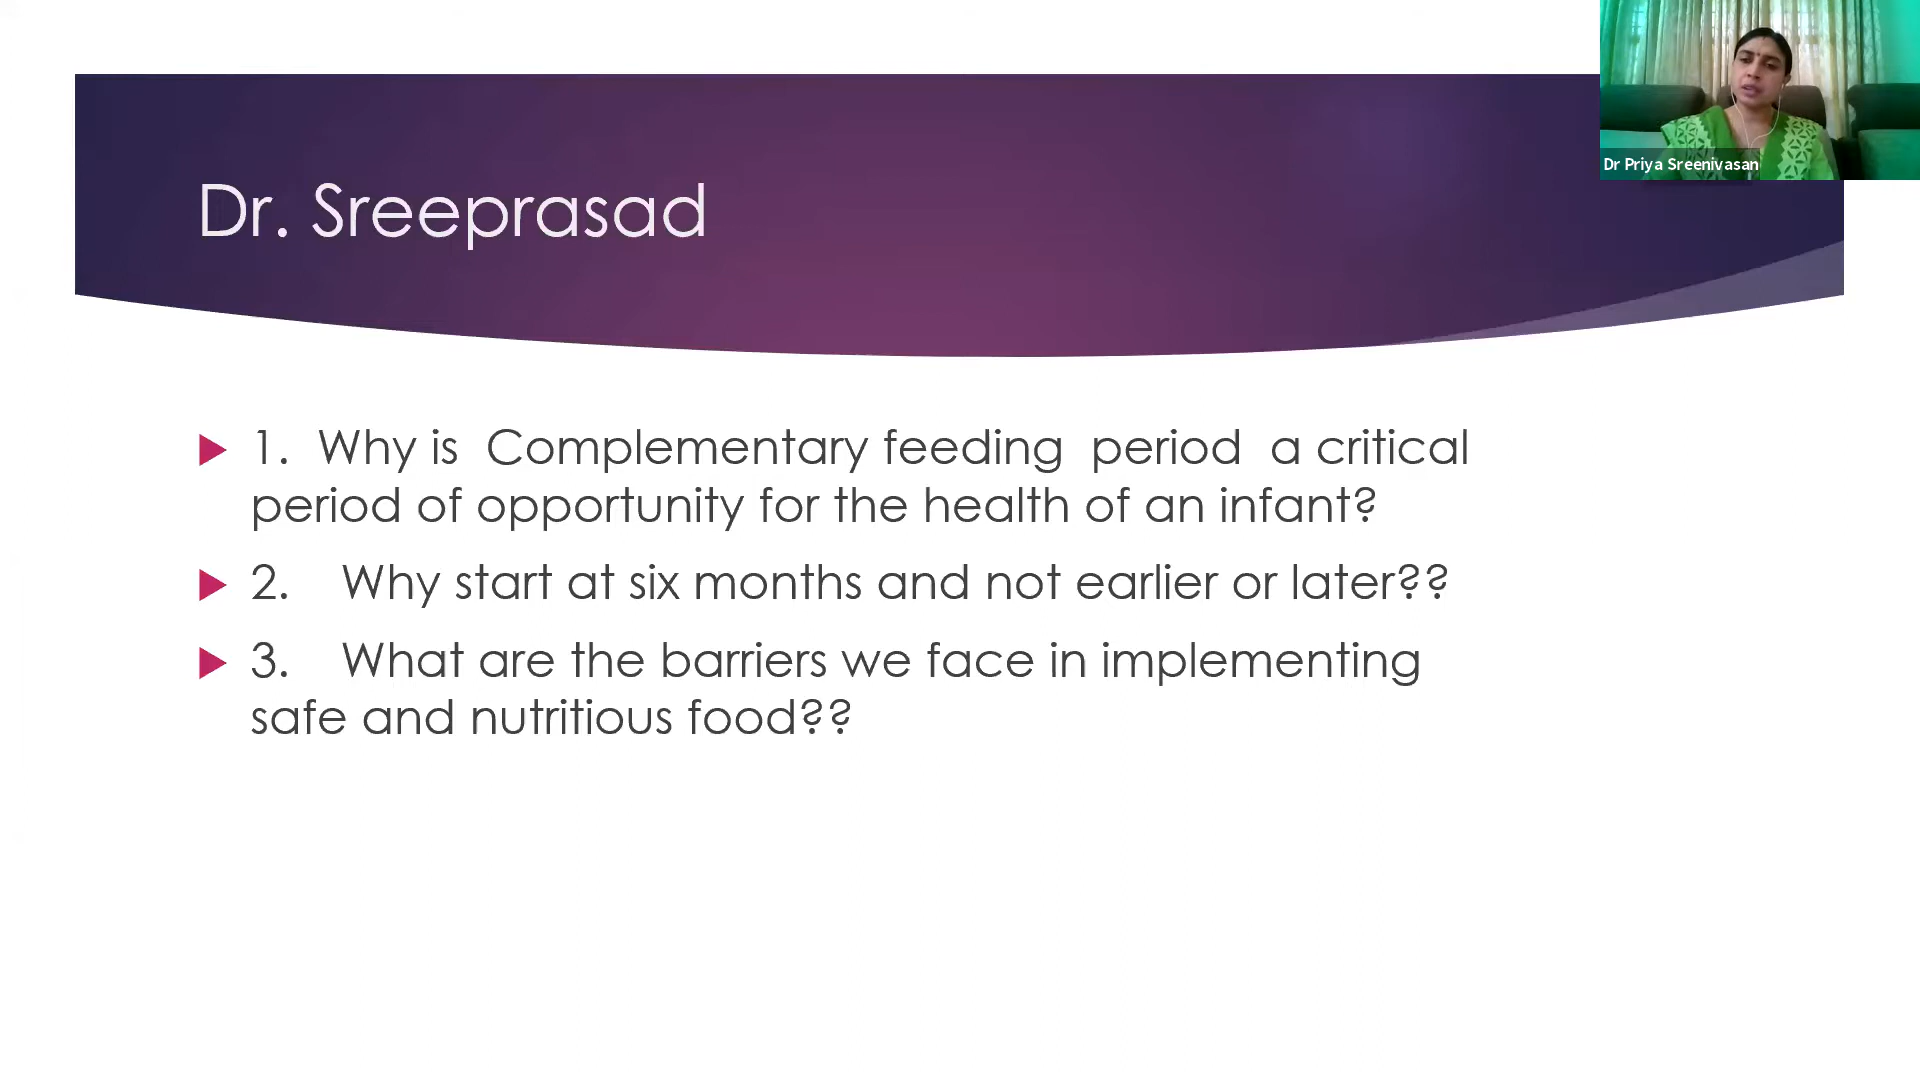 Dr Priya Sreenivasan
Dr. Sreeprasad
1. Why is Complementary feeding period a critical
period of opportunity for the health of an infant?
2. Why start at six months and not earlier or later??
3. What are the barriers we face in implementing
safe and nutritious food??